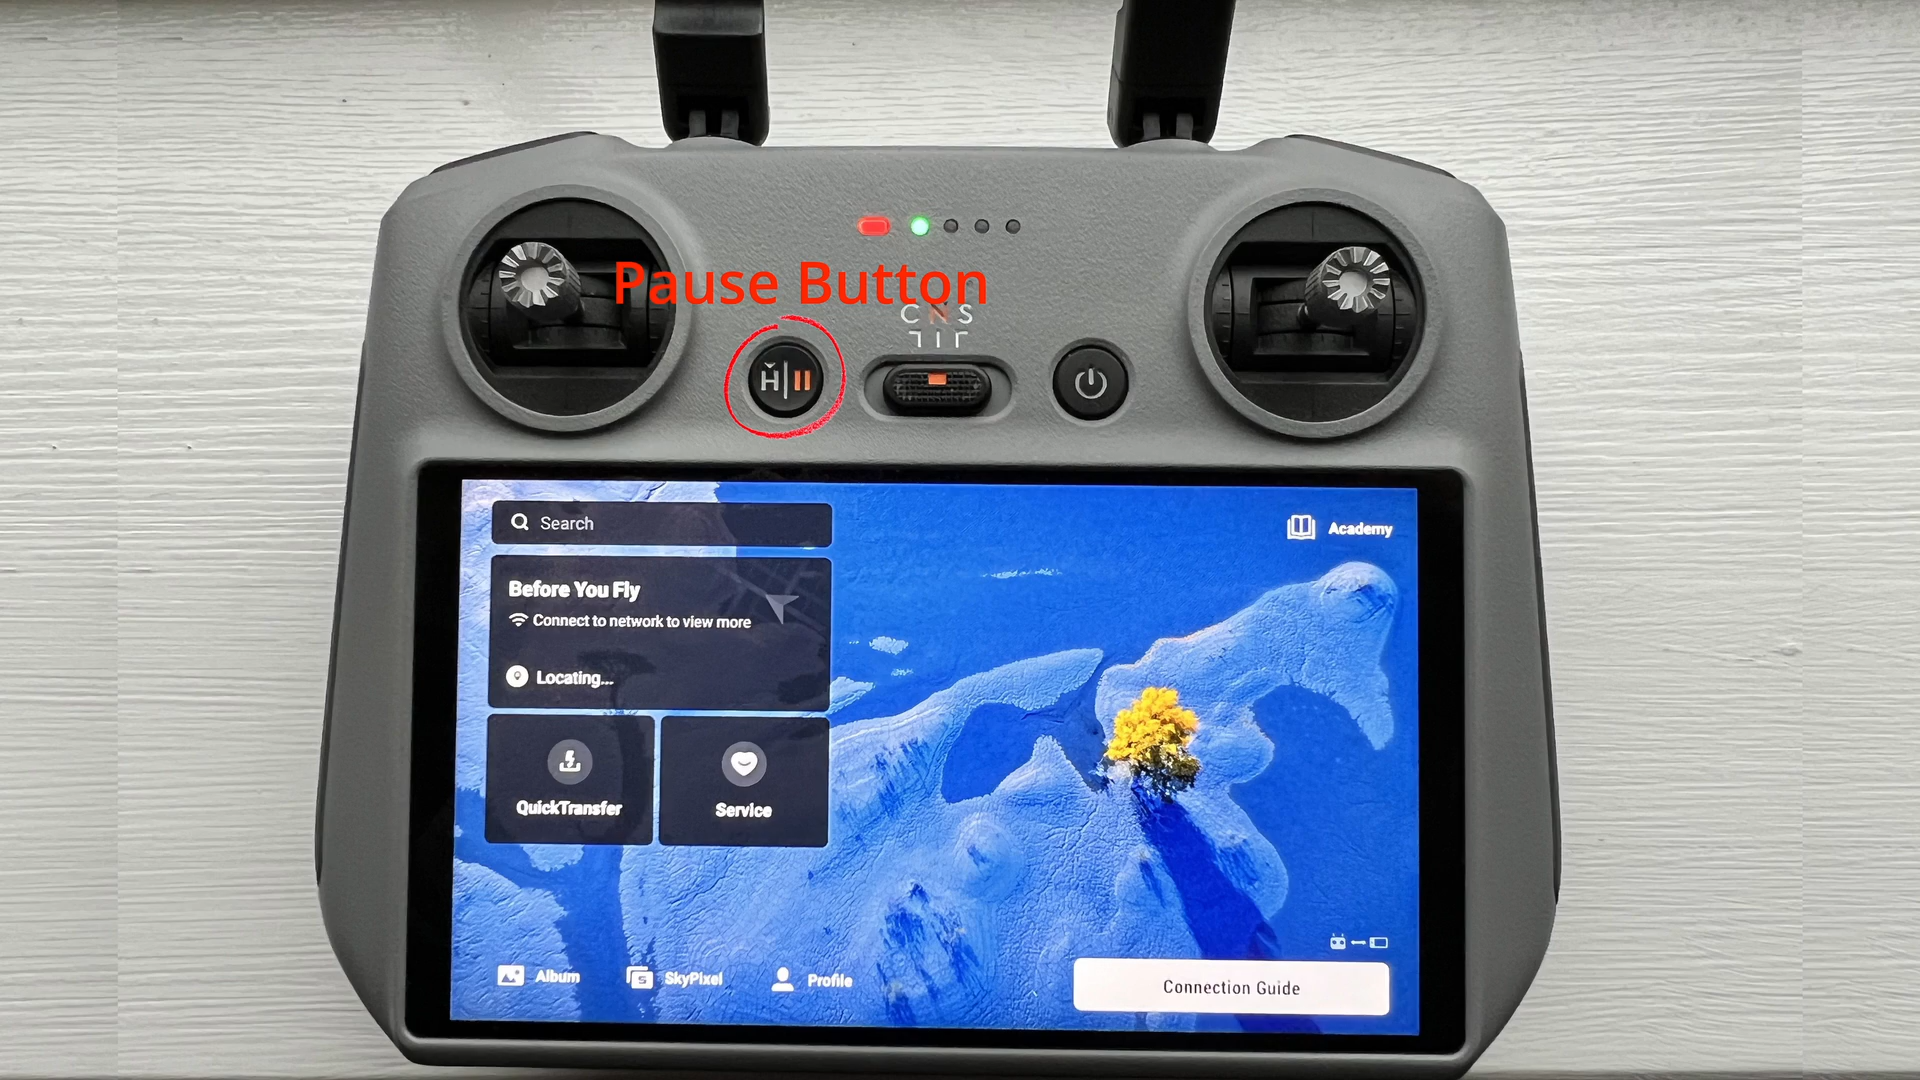 Pause Button
C N S
H
Search
Academy
Before You Fly
Connect to network to view more
Locating...
QuickTransfer
Service
Album
SkyPixel
Profile
Connection Guide